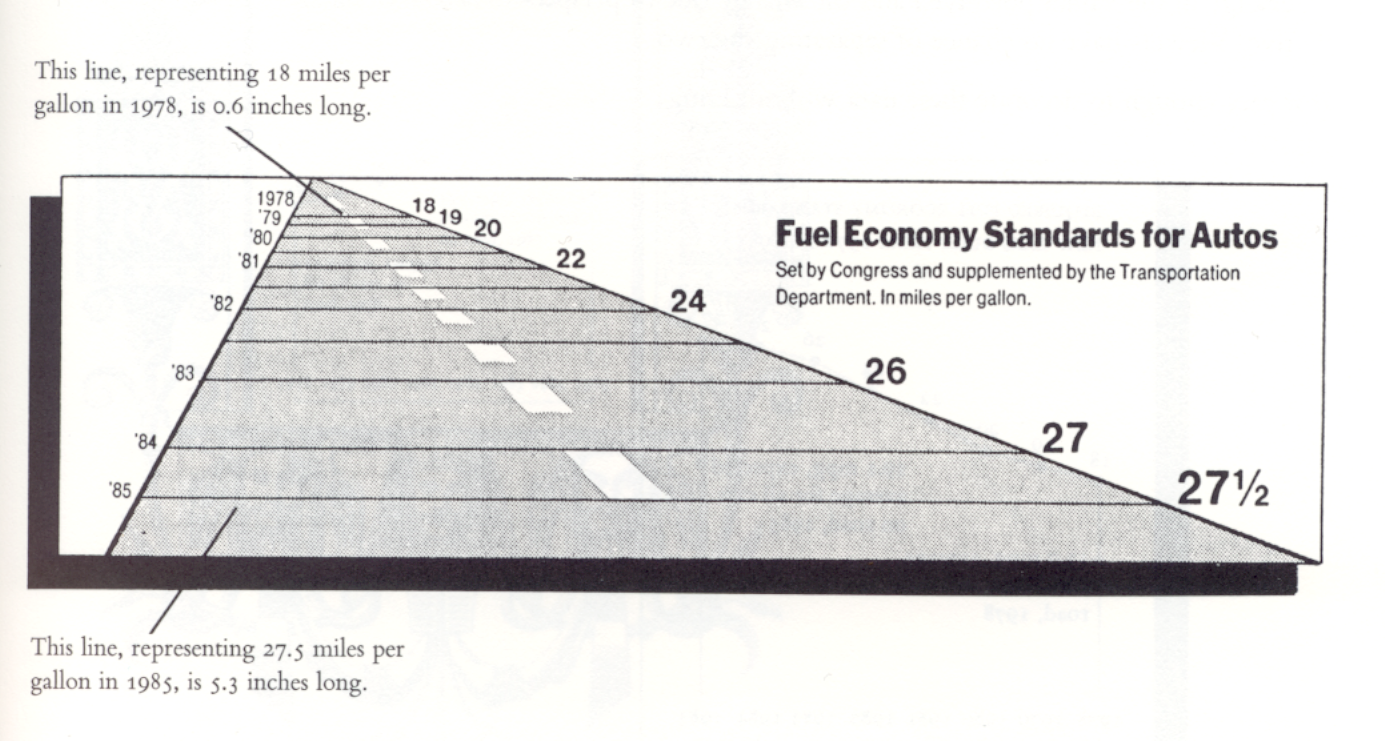 This line, representing 18 miles per
gallon in 1978, is 0.6 inches long.
1978 18
'79 19
'80 20
'81 22
'82 24
'83 26
'84 27
'85 27½
Fuel Economy Standards for Autos
Set by Congress and supplemented by the Transportation
Department. In miles per gallon.
This line, representing 27.5 miles per
gallon in 1985, is 5.3 inches long.